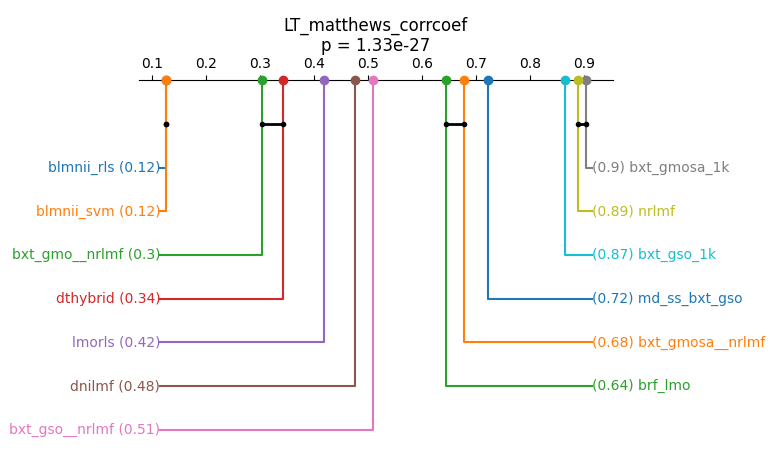 LT_matthews_corrcoef
p = 1.33e-27
0.1 0.2 0.3 0.4 0.5 0.6 0.7 0.8 0.9
blmnii_rls (0.12)
(0.9) bxt_gmosa_1k
blmnii_svm (0.12)
(0.89) nrlmf
bxt_gmo__nrlmf (0.3)
(0.87) bxt_gso_1k
dthybrid (0.34)
(0.72) md_ss_bxt_gso
lmorls (0.42)
(0.68) bxt_gmosa__nrlmf
dnilmf (0.48)
(0.64) brf_lmo
bxt_gso__nrlmf (0.51)